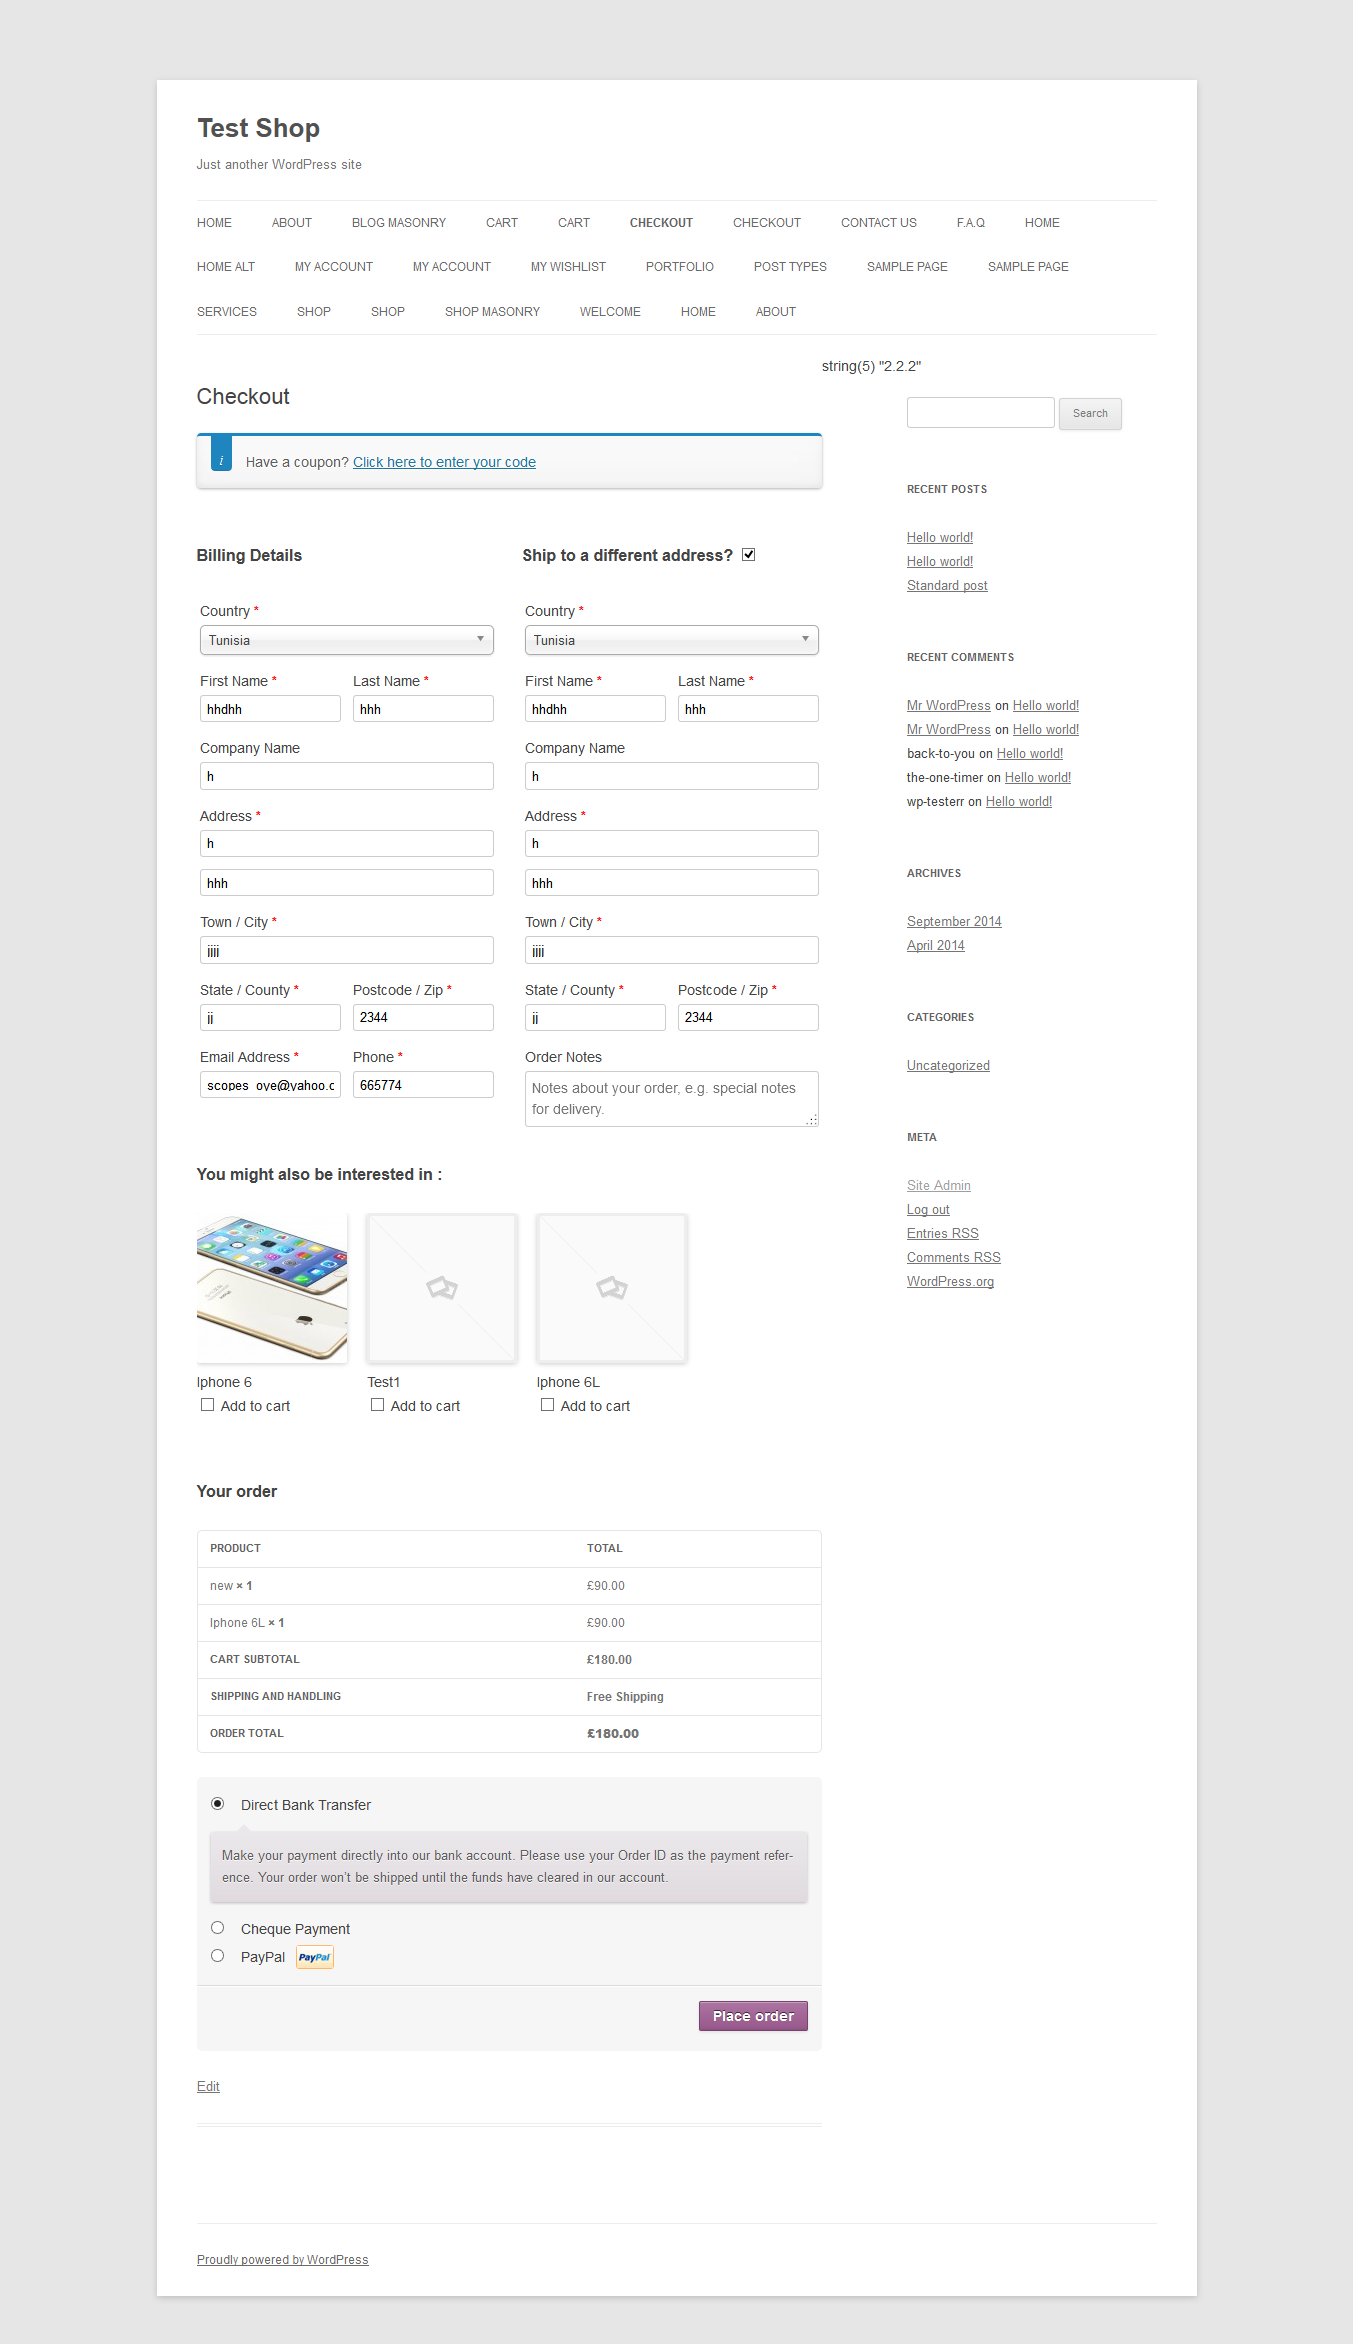 Test Shop
Just another WordPress site
HOME ABOUT BLOG MASONRY CART CART CHECKOUT CHECKOUT CONTACT US F.A.Q HOME
HOME ALT MY ACCOUNT MY ACCOUNT MY WISHLIST PORTFOLIO POST TYPES SAMPLE PAGE SAMPLE PAGE
SERVICES SHOP SHOP SHOP MASONRY WELCOME HOME ABOUT
string(5) "2.2.2"
Checkout
i Have a coupon? Click here to enter your code
Billing Details
Country *
Tunisia
First Name * Last Name *
hhdhh hhh
Company Name
h
Address *
h
hhh
Town / City *
iiii
State / County * Postcode / Zip *
ii 2344
Email Address * Phone *
scopes_oye@yahoo.c 665774
Ship to a different address?
Country *
Tunisia
First Name * Last Name *
hhdhh hhh
Company Name
h
Address *
h
hhh
Town / City *
iiii
State / County * Postcode / Zip *
ii 2344
Order Notes
Notes about your order, e.g. special notes
for delivery.
You might also be interested in :
Iphone 6 Test1 Iphone 6L
Add to cart Add to cart Add to cart
Your order
PRODUCT TOTAL
new × 1 £90.00
Iphone 6L × 1 £90.00
CART SUBTOTAL £180.00
SHIPPING AND HANDLING Free Shipping
ORDER TOTAL £180.00
Direct Bank Transfer
Make your payment directly into our bank account. Please use your Order ID as the payment refer-
ence. Your order won't be shipped until the funds have cleared in our account.
Cheque Payment
PayPal PayPal
Place order
Edit
Search
RECENT POSTS
Hello world!
Hello world!
Standard post
RECENT COMMENTS
Mr WordPress on Hello world!
Mr WordPress on Hello world!
back-to-you on Hello world!
the-one-timer on Hello world!
wp-testerr on Hello world!
ARCHIVES
September 2014
April 2014
CATEGORIES
Uncategorized
META
Site Admin
Log out
Entries RSS
Comments RSS
WordPress.org
Proudly powered by WordPress